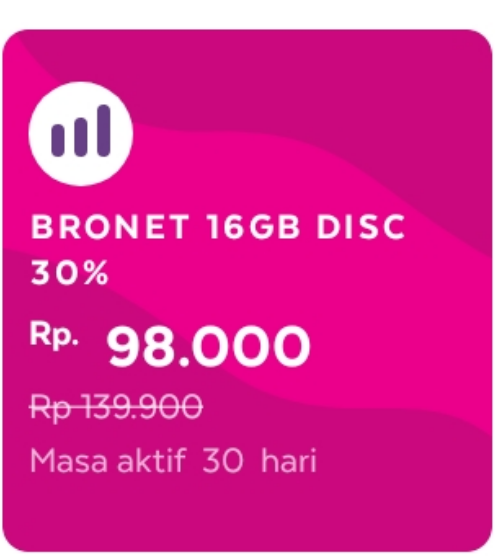 BRONET 16GB DISC
30%
Rp. 98.000
Rp 139.900
Masa aktif 30 hari